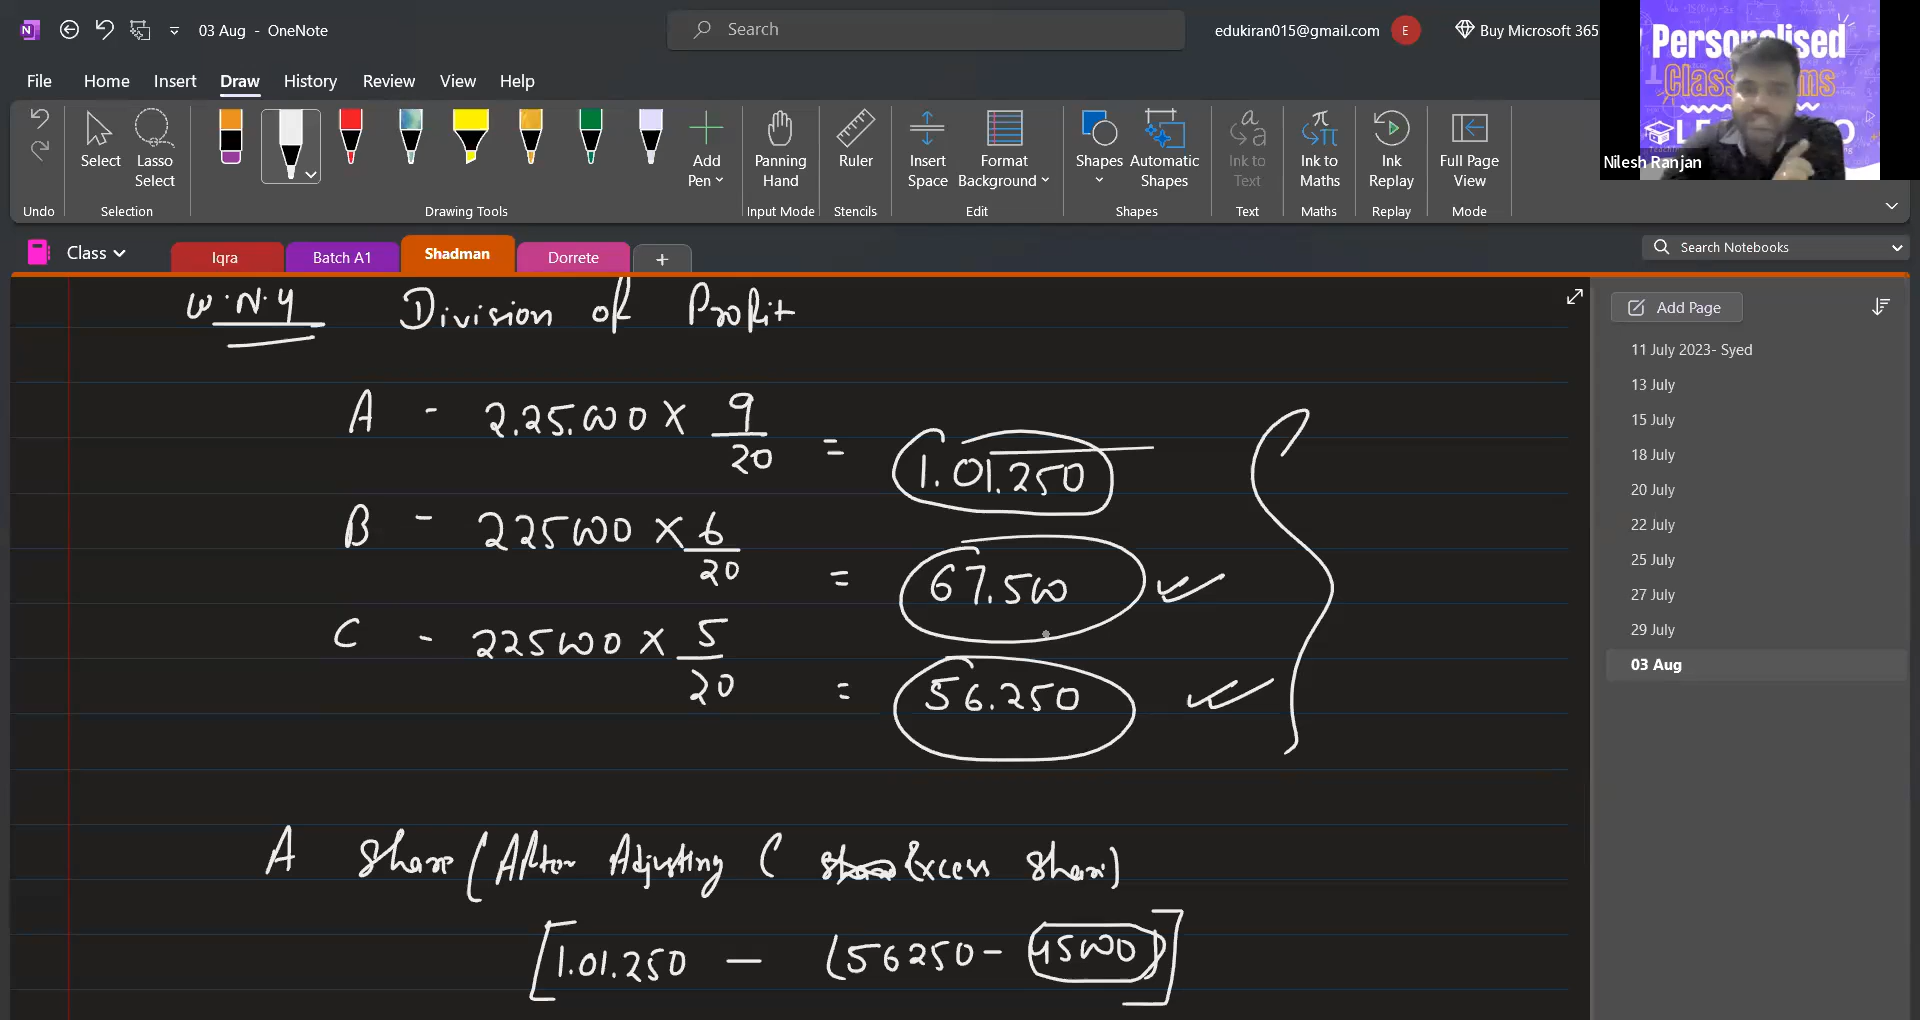 03 Aug - OneNote
Search
edukiran015@gmail.com
E
Buy Microsoft 365
File Home Insert Draw History Review View Help
Undo
Select
Lasso Select
Selection
Drawing Tools
Add Pen
Panning Hand
Input Mode
Ruler
Stencils
Insert Space
Format Background
Edit
Shapes
Automatic Shapes
Shapes
Ink to Text
Text
Ink to Maths
Maths
Ink Replay
Replay
Full Page View
Mode
Personalised
Nilesh Ranjan
Class
Iqra
Batch A1
Shadman
Dorrete
+
Search Notebooks
Add Page
11 July 2023- Syed
13 July
15 July
18 July
20 July
22 July
25 July
27 July
29 July
03 Aug
W.N.4 Division of Profit
A - 2.25.000 × 9/20 = 1.01.250
B - 225000 × 6/20 = 67.500
C - 225000 × 5/20 = 56.250
A Share (After Adjusting C Excess Share)
[1.01.250 - (56250 - 45000)]